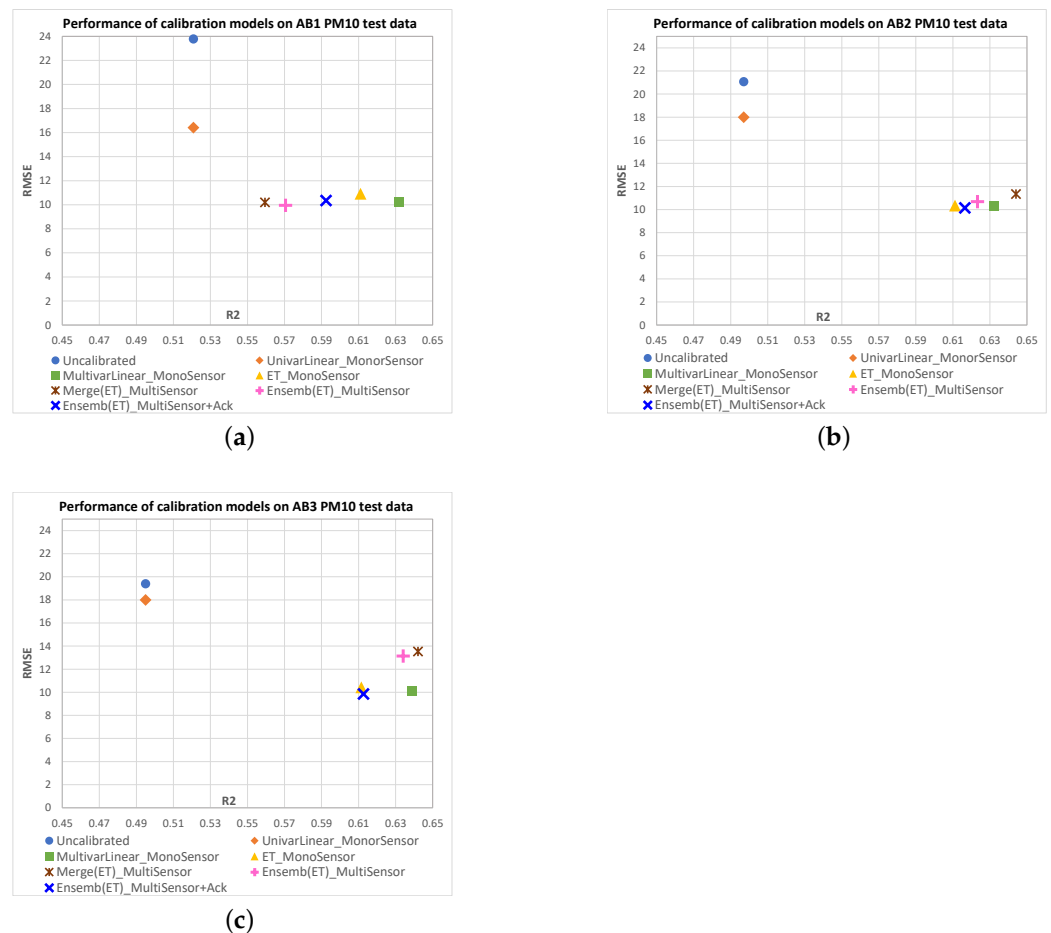 Performance of calibration models on AB1 PM10 test data
24
22
20
18
16
14
12
10
8
6
4
2
0
RMSE
R2
0.45 0.47 0.49 0.51 0.53 0.55 0.57 0.59 0.61 0.63 0.65
Uncalibrated UnivarLinear_MonorSensor
MultivarLinear_MonoSensor ET_MonoSensor
Merge(ET)_MultiSensor Ensemb(ET)_MultiSensor
Ensemb(ET)_MultiSensor+Ack
(a)
Performance of calibration models on AB2 PM10 test data
24
22
20
18
16
14
12
10
8
6
4
2
0
RMSE
R2
0.45 0.47 0.49 0.51 0.53 0.55 0.57 0.59 0.61 0.63 0.65
Uncalibrated UnivarLinear_MonorSensor
MultivarLinear_MonoSensor ET_MonoSensor
Merge(ET)_MultiSensor Ensemb(ET)_MultiSensor
Ensemb(ET)_MultiSensor+Ack
(b)
Performance of calibration models on AB3 PM10 test data
24
22
20
18
16
14
12
10
8
6
4
2
0
RMSE
R2
0.45 0.47 0.49 0.51 0.53 0.55 0.57 0.59 0.61 0.63 0.65
Uncalibrated UnivarLinear_MonorSensor
MultivarLinear_MonoSensor ET_MonoSensor
Merge(ET)_MultiSensor Ensemb(ET)_MultiSensor
Ensemb(ET)_MultiSensor+Ack
(c)